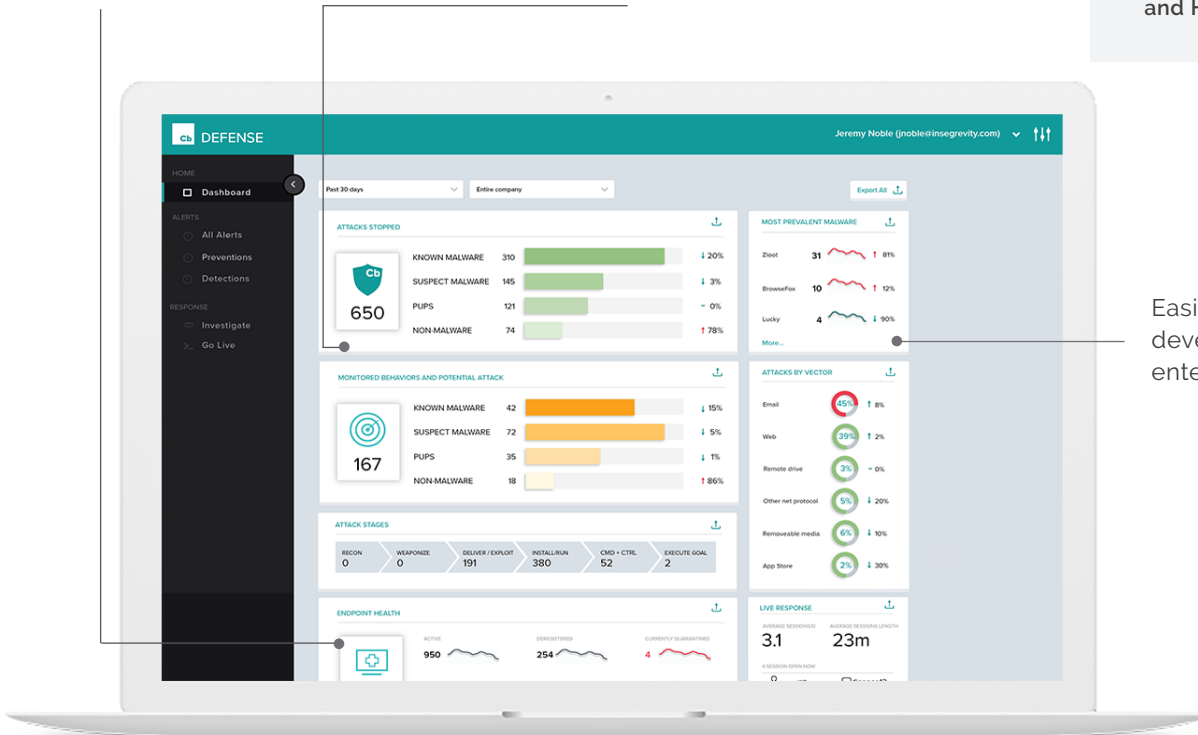 and
Cb DEFENSE
Jeremy Noble (jnoble@insegrevity.com)
HOME
Dashboard
ALERTS
All Alerts
Preventions
Detections
RESPONSE
Investigate
>_ Go Live
Past 30 days
Entire company
Export All
ATTACKS STOPPED
Cb
650
KNOWN MALWARE 310 ↓ 20%
SUSPECT MALWARE 145 ↓ 3%
PUPS 121 - 0%
NON-MALWARE 74 ↑ 78%
MOST PREVALENT MALWARE
Zloot 31 ↑ 81%
BrowseFox 10 ↑ 12%
Lucky 4 ↓ 90%
More...
Easi
deve
ente
MONITORED BEHAVIORS AND POTENTIAL ATTACK
167
KNOWN MALWARE 42 ↓ 15%
SUSPECT MALWARE 72 ↓ 5%
PUPS 35 ↓ 1%
NON-MALWARE 18 ↑ 86%
ATTACKS BY VECTOR
Email 45% ↑ 8%
Web 39% ↑ 2%
Remote drive 3% - 0%
Other net protocol 5% ↓ 20%
Removeable media 6% ↓ 10%
App Store 2% ↓ 30%
ATTACK STAGES
RECON WEAPONIZE DELIVER / EXPLOIT INSTALL/RUN CMD + CTRL EXECUTE GOAL
0 0 191 380 52 2
ENDPOINT HEALTH
ACTIVE DEREGISTERED CURRENTLY QUARANTINED
950 254 4
LIVE RESPONSE
AVERAGE SESSIONS/D AVERAGE SESSIONS LENGTH
3.1 23m
4 SESSION OPEN NOW